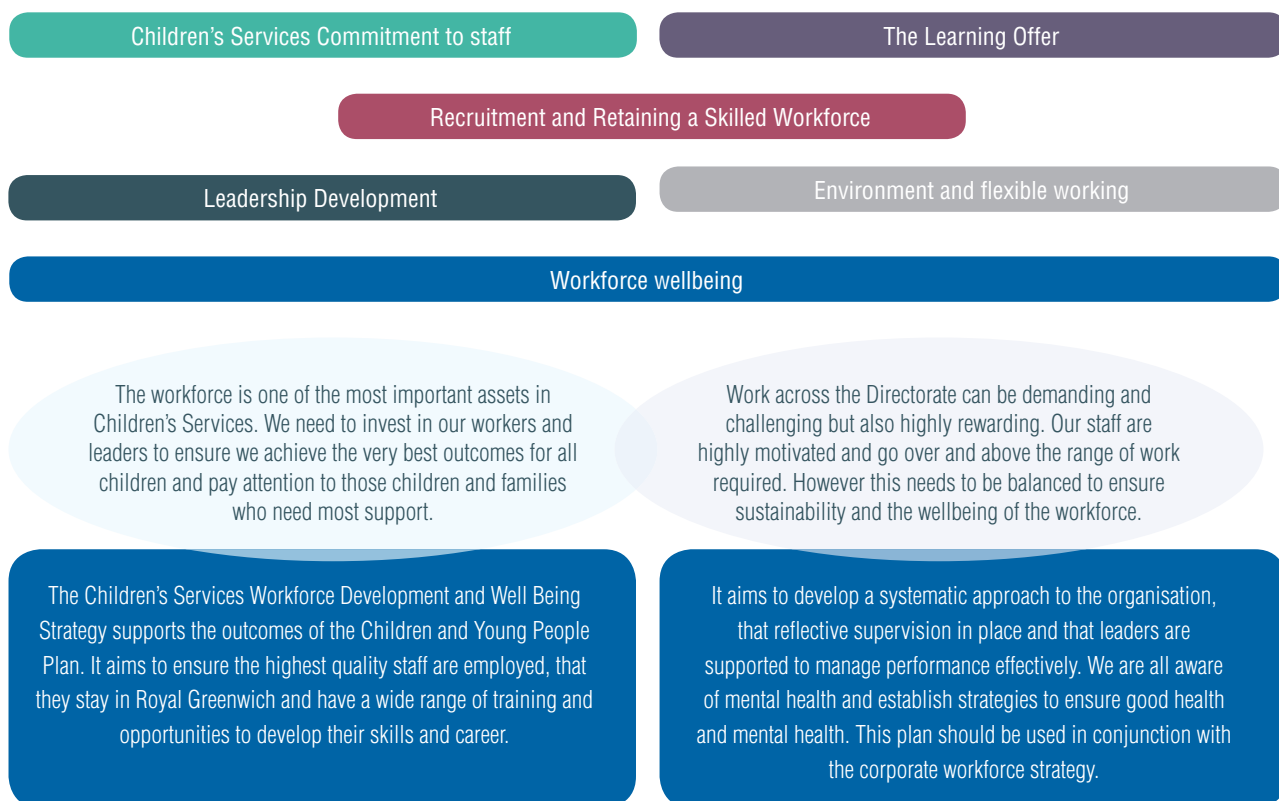 Children's Services Commitment to staff
The Learning Offer
Recruitment and Retaining a Skilled Workforce
Leadership Development
Environment and flexible working
Workforce wellbeing
The workforce is one of the most important assets in
Children's Services. We need to invest in our workers and
leaders to ensure we achieve the very best outcomes for all
children and pay attention to those children and families
who need most support.
Work across the Directorate can be demanding and
challenging but also highly rewarding. Our staff are
highly motivated and go over and above the range of work
required. However this needs to be balanced to ensure
sustainability and the wellbeing of the workforce.
The Children's Services Workforce Development and Well Being
Strategy supports the outcomes of the Children and Young People
Plan. It aims to ensure the highest quality staff are employed, that
they stay in Royal Greenwich and have a wide range of training and
opportunities to develop their skills and career.
It aims to develop a systematic approach to the organisation,
that reflective supervision in place and that leaders are
supported to manage performance effectively. We are all aware
of mental health and establish strategies to ensure good health
and mental health. This plan should be used in conjunction with
the corporate workforce strategy.